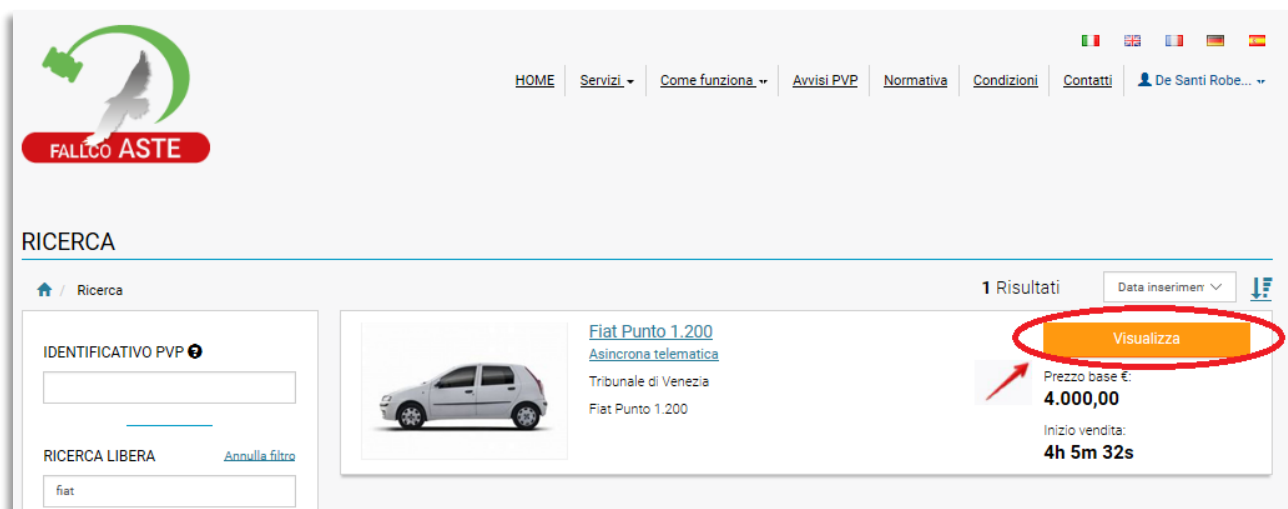 HOME Servizi Come funziona Avvisi PVP Normativa Condizioni Contatti De Santi Robe...
FALLCO ASTE
RICERCA
/ Ricerca
1 Risultati
Data inserimen
IDENTIFICATIVO PVP ?
RICERCA LIBERA Annulla filtro
fiat
Fiat Punto 1.200
Asincrona telematica
Tribunale di Venezia
Fiat Punto 1.200
Visualizza
Prezzo base €:
4.000,00
Inizio vendita:
4h 5m 32s